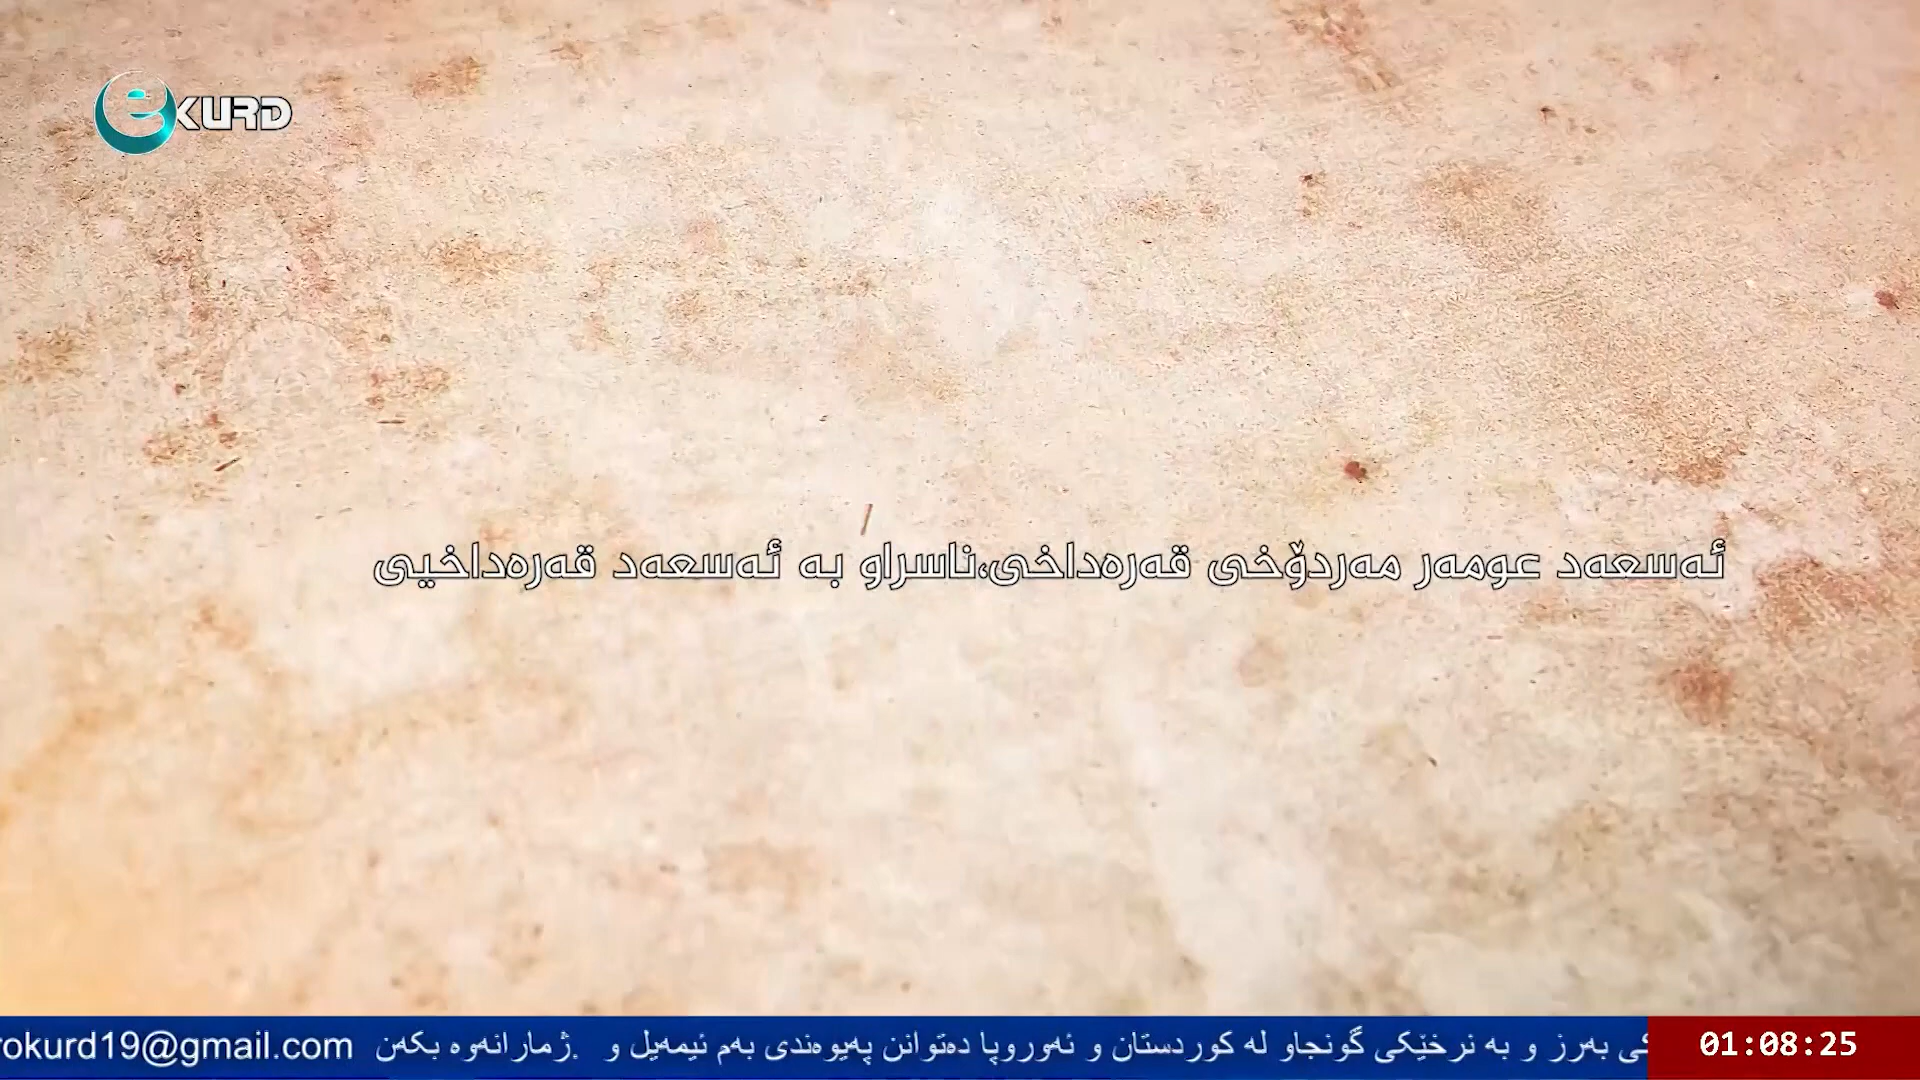 eKURD
ئەسعەد عومەر مەردۆخی قەرەداخی،ناسراو بە ئەسعەد قەرەداخیی
کی بەرز و بە نرخێکی گونجاو لە کوردستان و ئەوروپا دەتوانن پەیوەندی بەم ئیمەیل و ژمارانەوە بکەن. rokurd19@gmail.com
01:08:25